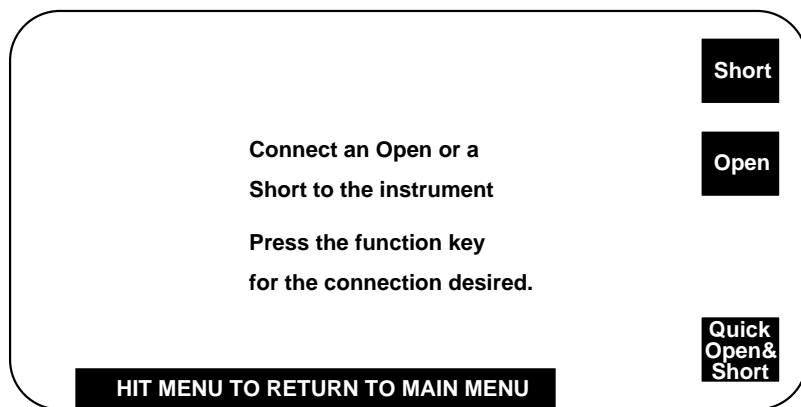 Short
Connect an Open or a
Open
Short to the instrument
Press the function key
for the connection desired.
Quick
Open&
Short
HIT MENU TO RETURN TO MAIN MENU